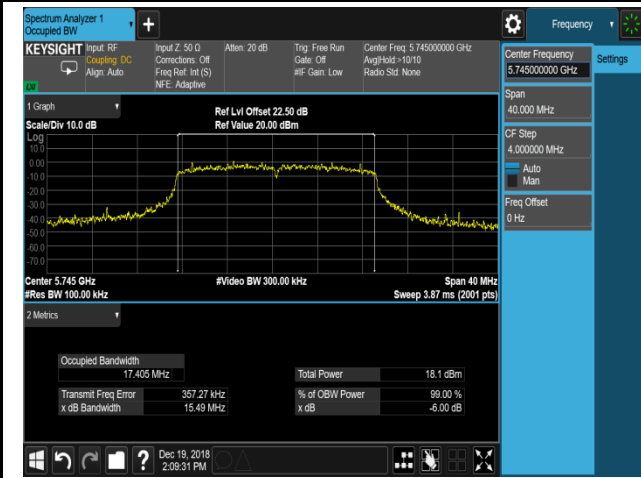 Spectrum Analyzer 1
Occupied BW
+
Frequency
KEYSIGHT
Input: RF
Coupling: DC
Align: Auto
Input Z: 50 Ω
Corrections: Off
Freq Ref: Int (S)
NFE: Adaptive
Atten: 20 dB
Trig: Free Run
Gate: Off
#IF Gain: Low
Center Freq: 5.745000000 GHz
Avg|Hold:>10/10
Radio Std: None
LXI
Center Frequency
5.745000000 GHz
Settings
Span
40.000 MHz
CF Step
4.000000 MHz
Auto
Man
Freq Offset
0 Hz
1 Graph
Scale/Div 10.0 dB
Ref Lvl Offset 22.50 dB
Ref Value 20.00 dBm
Log
10.0
0.00
-10.0
-20.0
-30.0
-40.0
-50.0
-60.0
-70.0
Center 5.745 GHz
#Res BW 100.00 kHz
#Video BW 300.00 kHz
Span 40 MHz
Sweep 3.87 ms (2001 pts)
2 Metrics
Occupied Bandwidth
17.405 MHz
Total Power 18.1 dBm
Transmit Freq Error 357.27 kHz
% of OBW Power 99.00 %
x dB Bandwidth 15.49 MHz
x dB -6.00 dB
?
Dec 19, 2018
2:09:31 PM